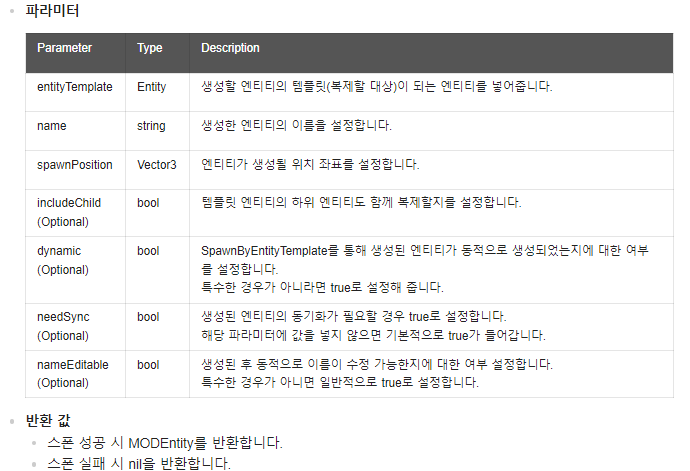 파라미터
Parameter Type Description
entityTemplate Entity 생성할 엔티티의 템플릿(복제할 대상)이 되는 엔티티를 넣어줍니다.
name string 생성한 엔티티의 이름을 설정합니다.
spawnPosition Vector3 엔티티가 생성될 위치 좌표를 설정합니다.
includeChild bool 템플릿 엔티티의 하위 엔티티도 함께 복제할지를 설정합니다.
(Optional)
dynamic bool SpawnByEntityTemplate를 통해 생성된 엔티티가 동적으로 생성되었는지에 대한 여부
(Optional) 를 설정합니다.
특수한 경우가 아니라면 true로 설정해 줍니다.
needSync bool 생성된 엔티티의 동기화가 필요할 경우 true로 설정합니다.
(Optional) 해당 파라미터에 값을 넣지 않으면 기본적으로 true가 들어갑니다.
nameEditable bool 생성된 후 동적으로 이름이 수정 가능한지에 대한 여부 설정합니다.
(Optional) 특수한 경우가 아니면 일반적으로 true로 설정합니다.
반환 값
스폰 성공 시 MODEntity를 반환합니다.
스폰 실패 시 nil을 반환합니다.